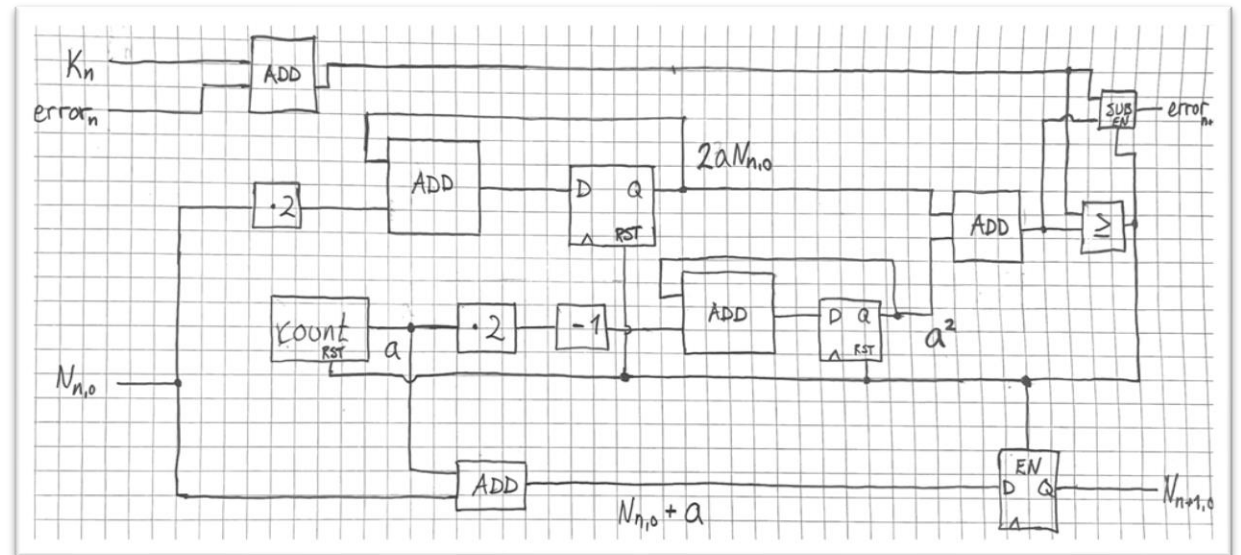 Kn
ADD
errorn
SUB
EN
errorn+
ADD
D Q
RST
2aNn,0
·2
ADD
≥
count
RST
a
·2
-1
ADD
D Q
RST
a²
Nn,0
ADD
Nn,0 + a
EN
D Q
Nn+1,0